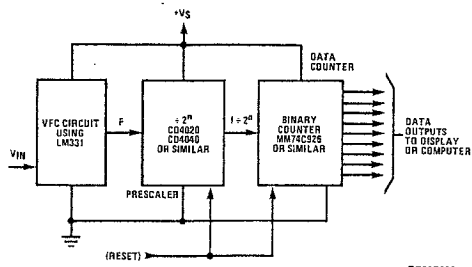 +VS
DATA
COUNTER
VFC CIRCUIT
USING
LM331
F
÷ 2ⁿ
CD4020
CD4040
OR SIMILAR
f ÷ 2ⁿ
BINARY
COUNTER
MM74C926
OR SIMILAR
DATA
OUTPUTS
TO DISPLAY
OR COMPUTER
VIN
PRESCALER
(RESET)